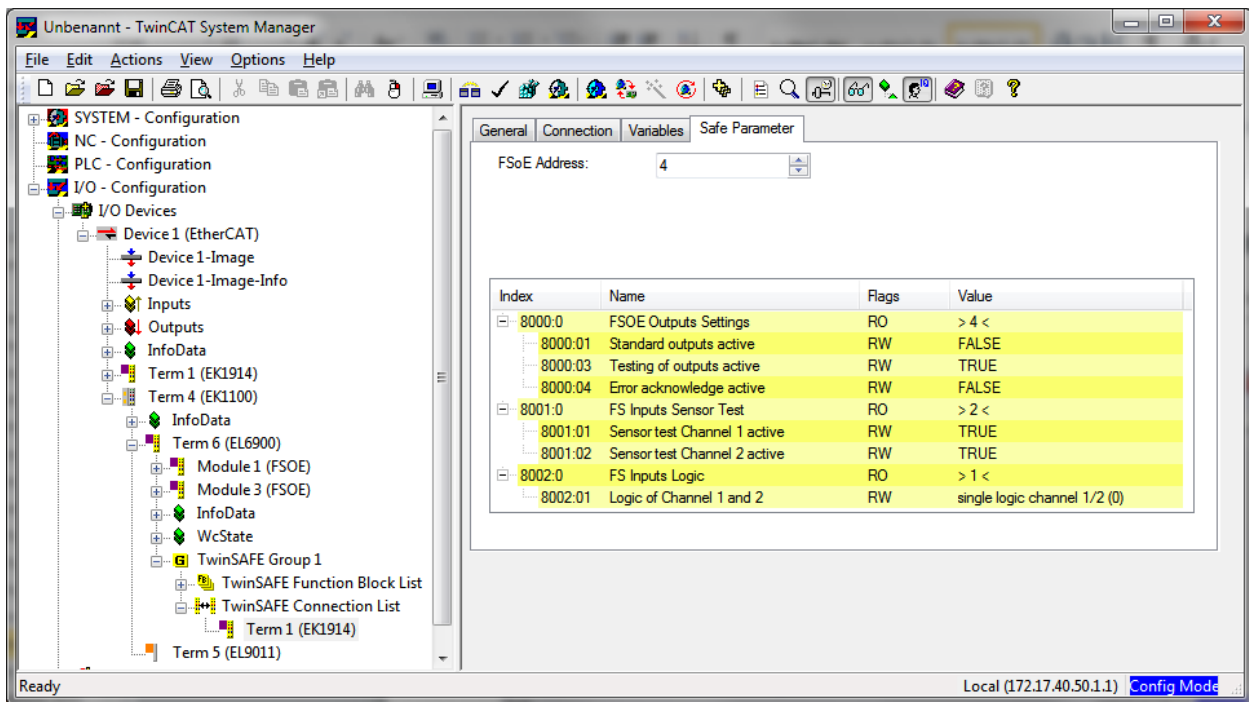 Unbenannt - TwinCAT System Manager
File Edit Actions View Options Help
SYSTEM - Configuration
NC - Configuration
PLC - Configuration
I/O - Configuration
I/O Devices
Device 1 (EtherCAT)
Device 1-Image
Device 1-Image-Info
Inputs
Outputs
InfoData
Term 1 (EK1914)
Term 4 (EK1100)
InfoData
Term 6 (EL6900)
Module 1 (FSOE)
Module 3 (FSOE)
InfoData
WcState
TwinSAFE Group 1
TwinSAFE Function Block List
TwinSAFE Connection List
Term 1 (EK1914)
Term 5 (EL9011)
General Connection Variables Safe Parameter
FSoE Address: 4
Index Name Flags Value
8000:0 FSOE Outputs Settings RO > 4 <
8000:01 Standard outputs active RW FALSE
8000:03 Testing of outputs active RW TRUE
8000:04 Error acknowledge active RW FALSE
8001:0 FS Inputs Sensor Test RO > 2 <
8001:01 Sensor test Channel 1 active RW TRUE
8001:02 Sensor test Channel 2 active RW TRUE
8002:0 FS Inputs Logic RO > 1 <
8002:01 Logic of Channel 1 and 2 RW single logic channel 1/2 (0)
Ready Local (172.17.40.50.1.1) Config Mode